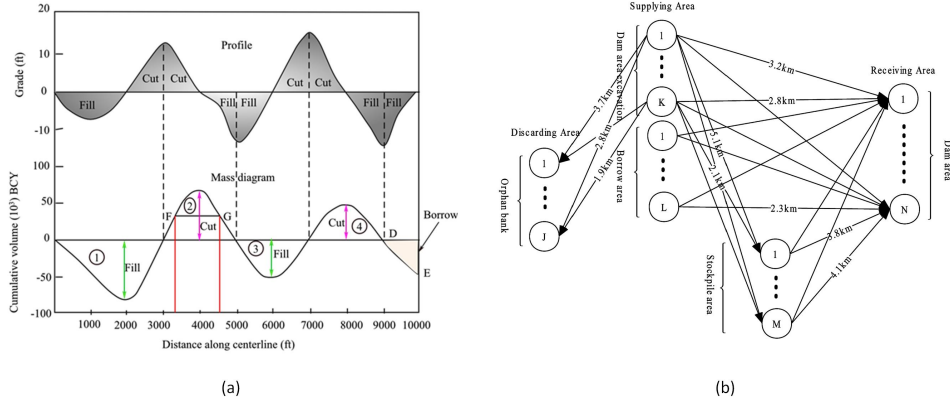 20
10
0
-10
100
50
0
-50
-100
Grade (ft)
Cumulative volume (10³) BCY
Profile
Cut
Cut
Cut
Cut
Fill
Fill
Fill
Fill
Fill
Mass diagram
F
2
G
Cut
1
Fill
3
Fill
Cut
4
D
Borrow
E
1000 2000 3000 4000 5000 6000 7000 8000 9000 10000
Distance along centerline (ft)
(a)
Supplying Area
Dam area excavation
Borrow area
1
K
1
L
Discarding Area
Orphan bank
1
J
Receiving Area
Dam area
1
N
Stockpile area
1
M
3.2km
2.8km
3.7km
2.8km
1.9km
5.1km
2.1km
2.3km
3.8km
4.1km
(b)